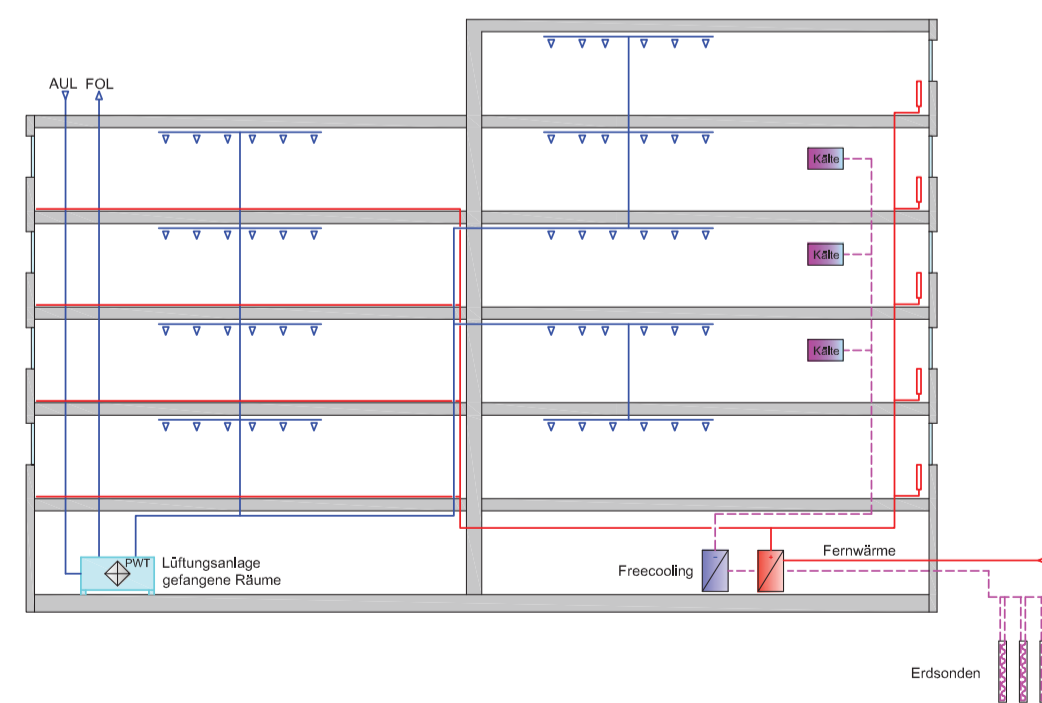 AUL FOL
Kälte
Kälte
Kälte
PWT
Lüftungsanlage
gefangene Räume
Freecooling
-
+
Fernwärme
Erdsonden